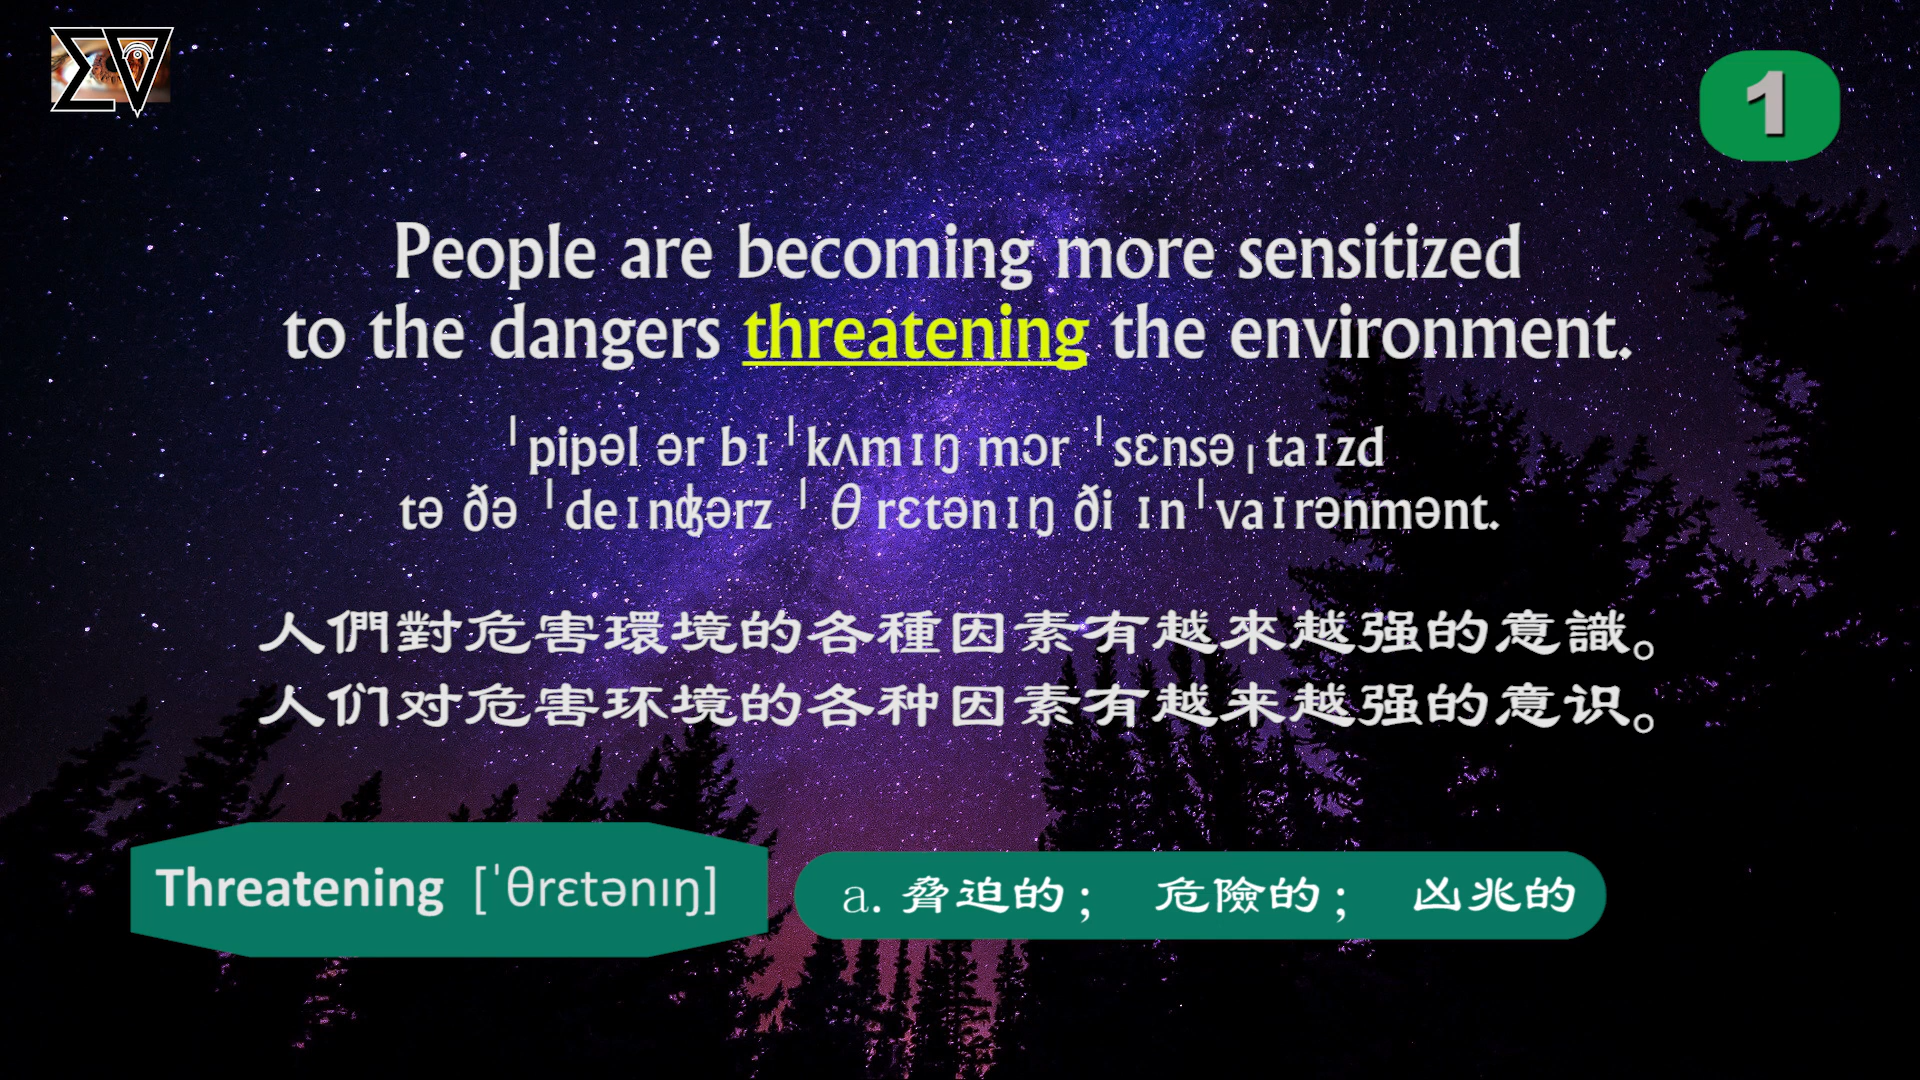 ΣV
1
People are becoming more sensitized
to the dangers threatening the environment.
ˈpipəl ər bɪˈkʌmɪŋ mɔr ˈsɛnsəˌtaɪzd
tə ðə ˈdeɪnʤərz ˈθrɛtənɪŋ ði ɪnˈvaɪrənmənt.
人們對危害環境的各種因素有越來越强的意識。
人们对危害环境的各种因素有越来越强的意识。
Threatening [ˈθrɛtənɪŋ]
a. 脅迫的； 危險的； 凶兆的